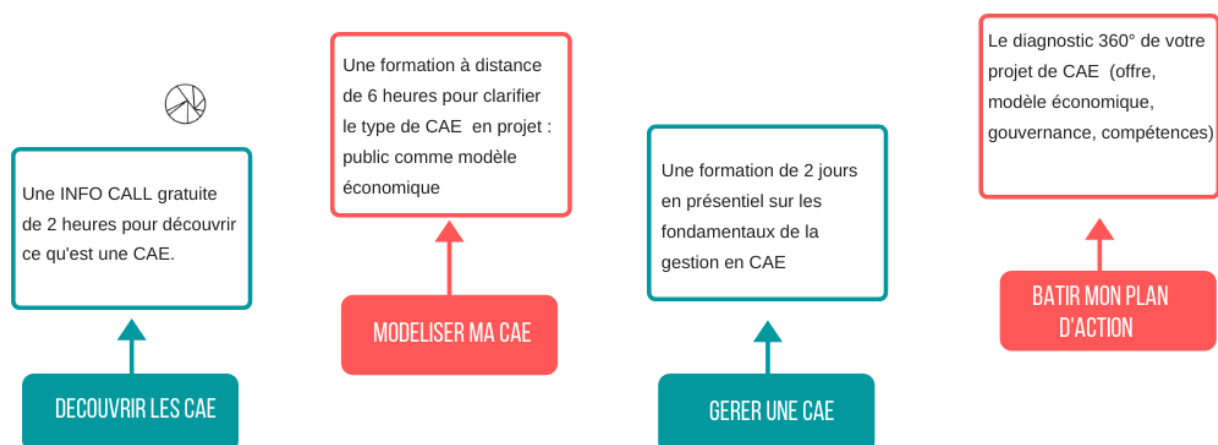 Une INFO CALL gratuite
de 2 heures pour découvrir
ce qu'est une CAE.
DECOUVRIR LES CAE
Une formation à distance
de 6 heures pour clarifier
le type de CAE en projet :
public comme modèle
économique
MODELISER MA CAE
Une formation de 2 jours
en présentiel sur les
fondamentaux de la
gestion en CAE
GERER UNE CAE
Le diagnostic 360° de votre
projet de CAE (offre,
modèle économique,
gouvernance, compétences)
BATIR MON PLAN
D'ACTION